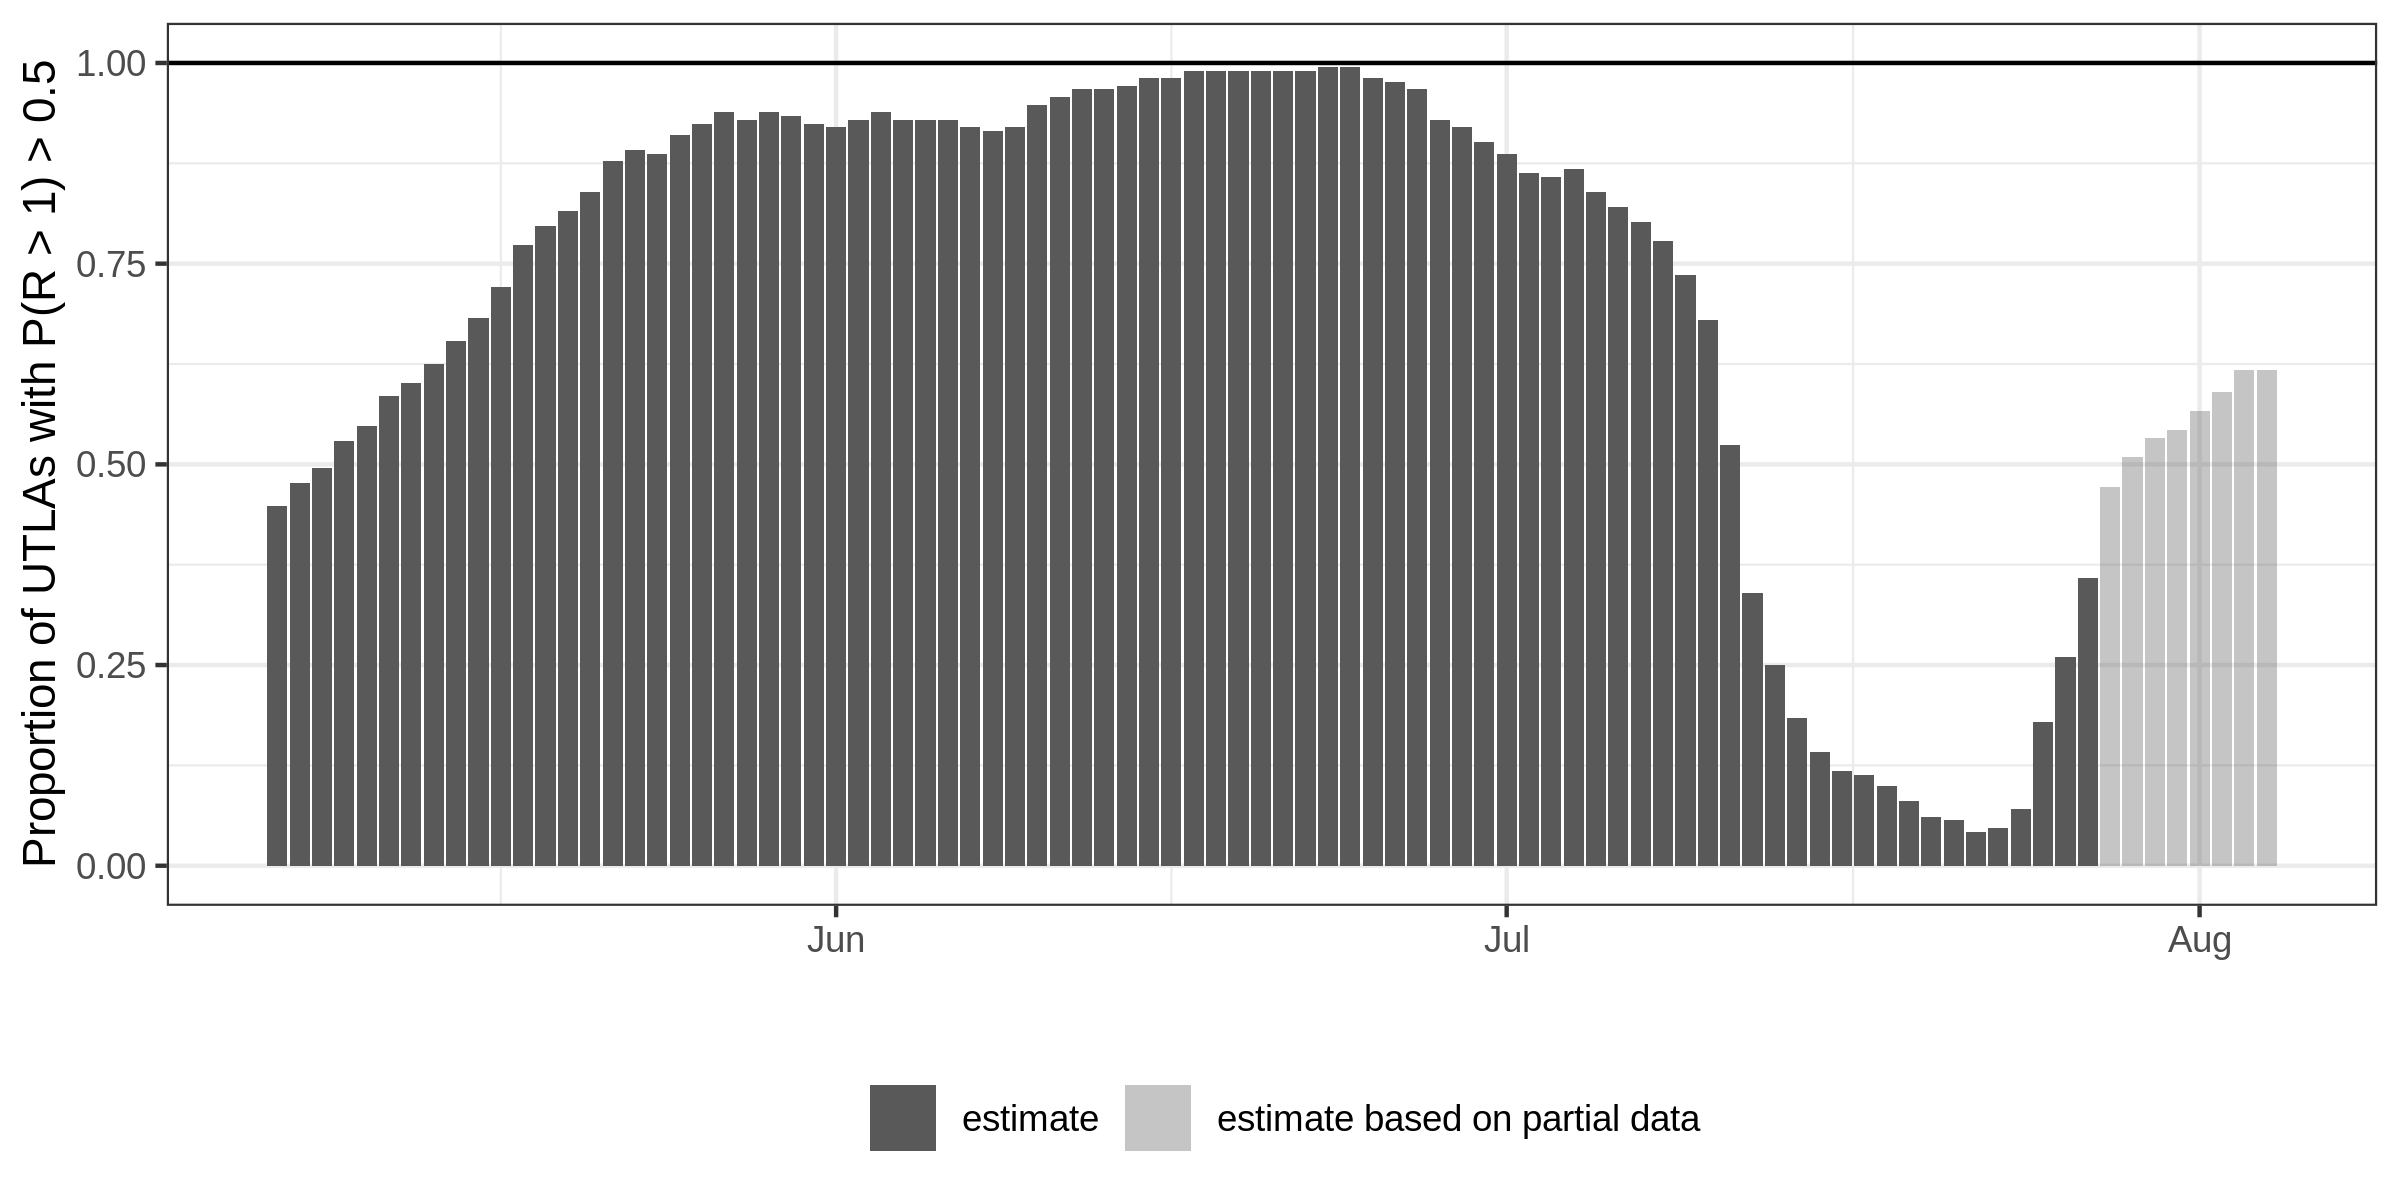 Proportion of UTLAs with P(R > 1) > 0.5
1.00
0.75
0.50
0.25
0.00
Jun Jul Aug
estimate estimate based on partial data